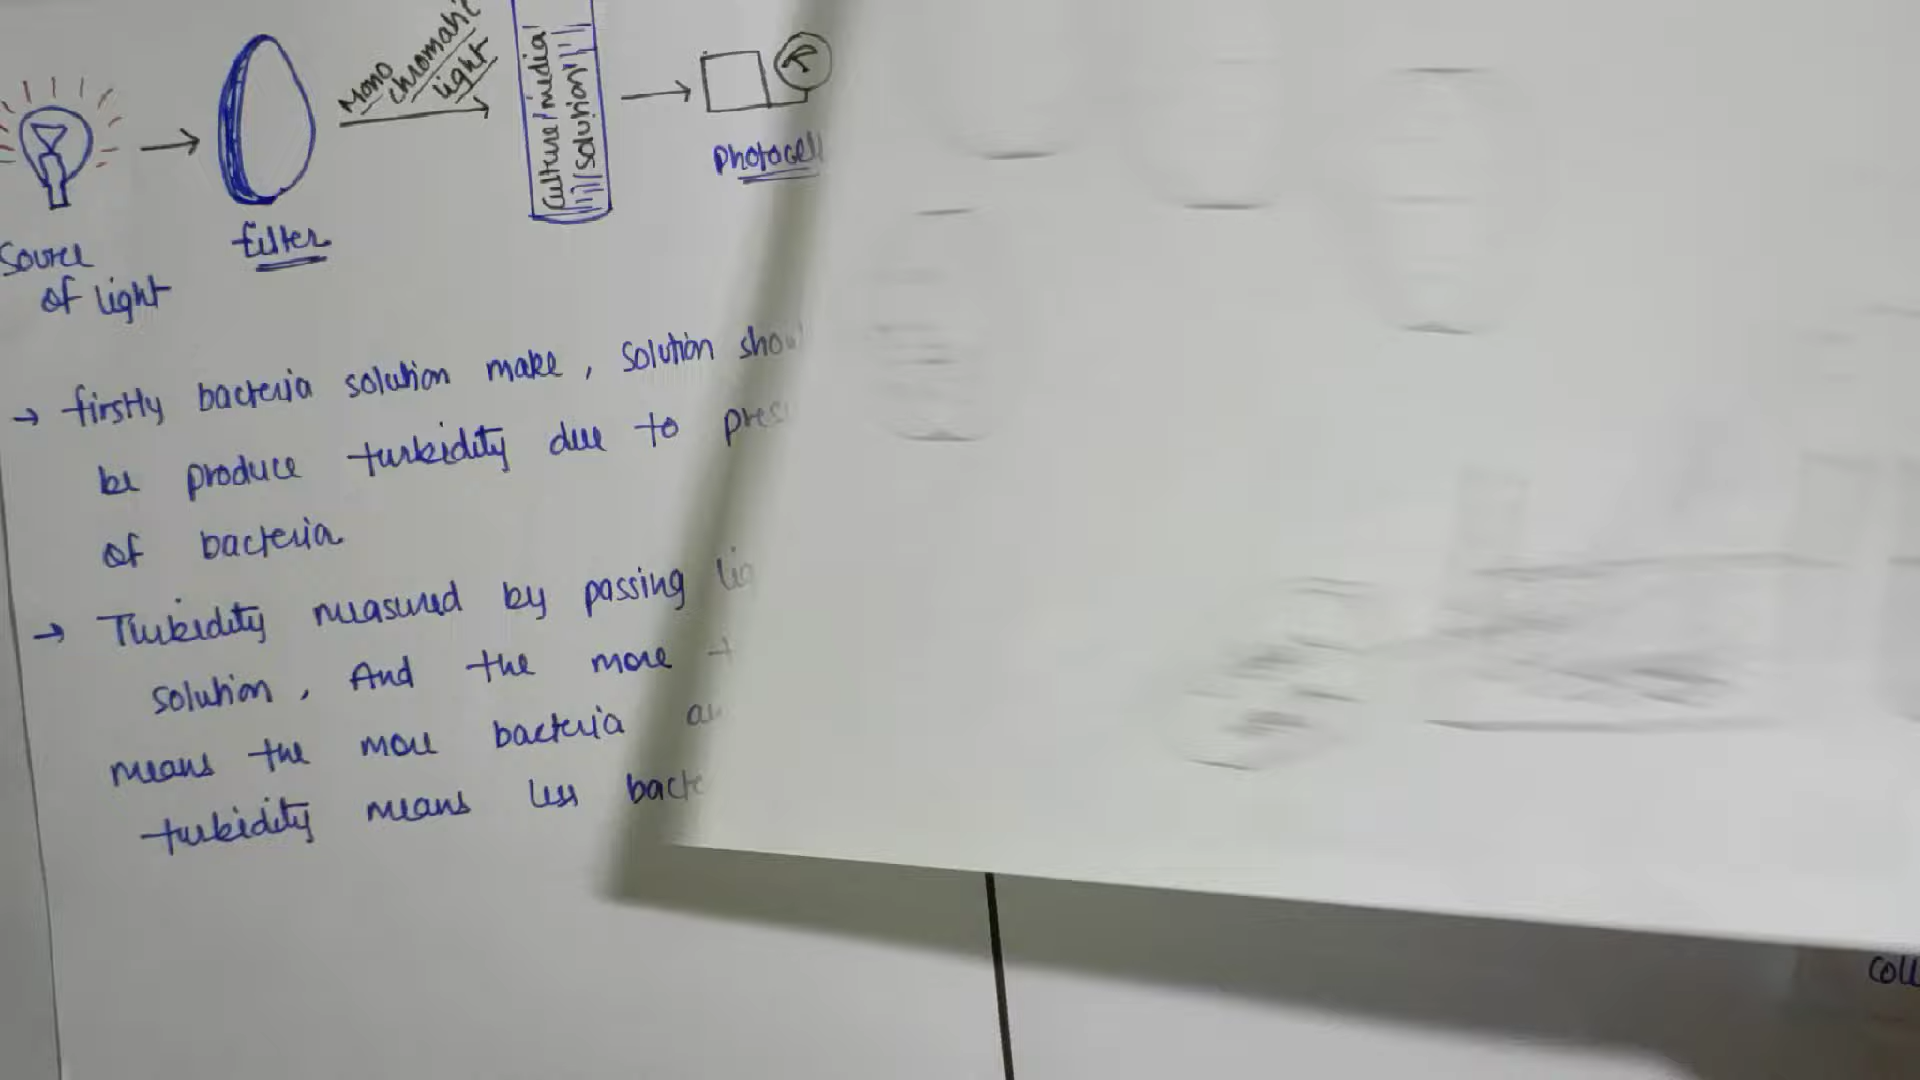 Mono
chromatic
light
culture/media
solution
Photocell
filter
Source
of light
→ firstly bacteria solution make, solution
be produce turbidity due to
of bacteria
→ Turbidity measured by passing
solution, And the more
means the more bacteria
turbidity means less